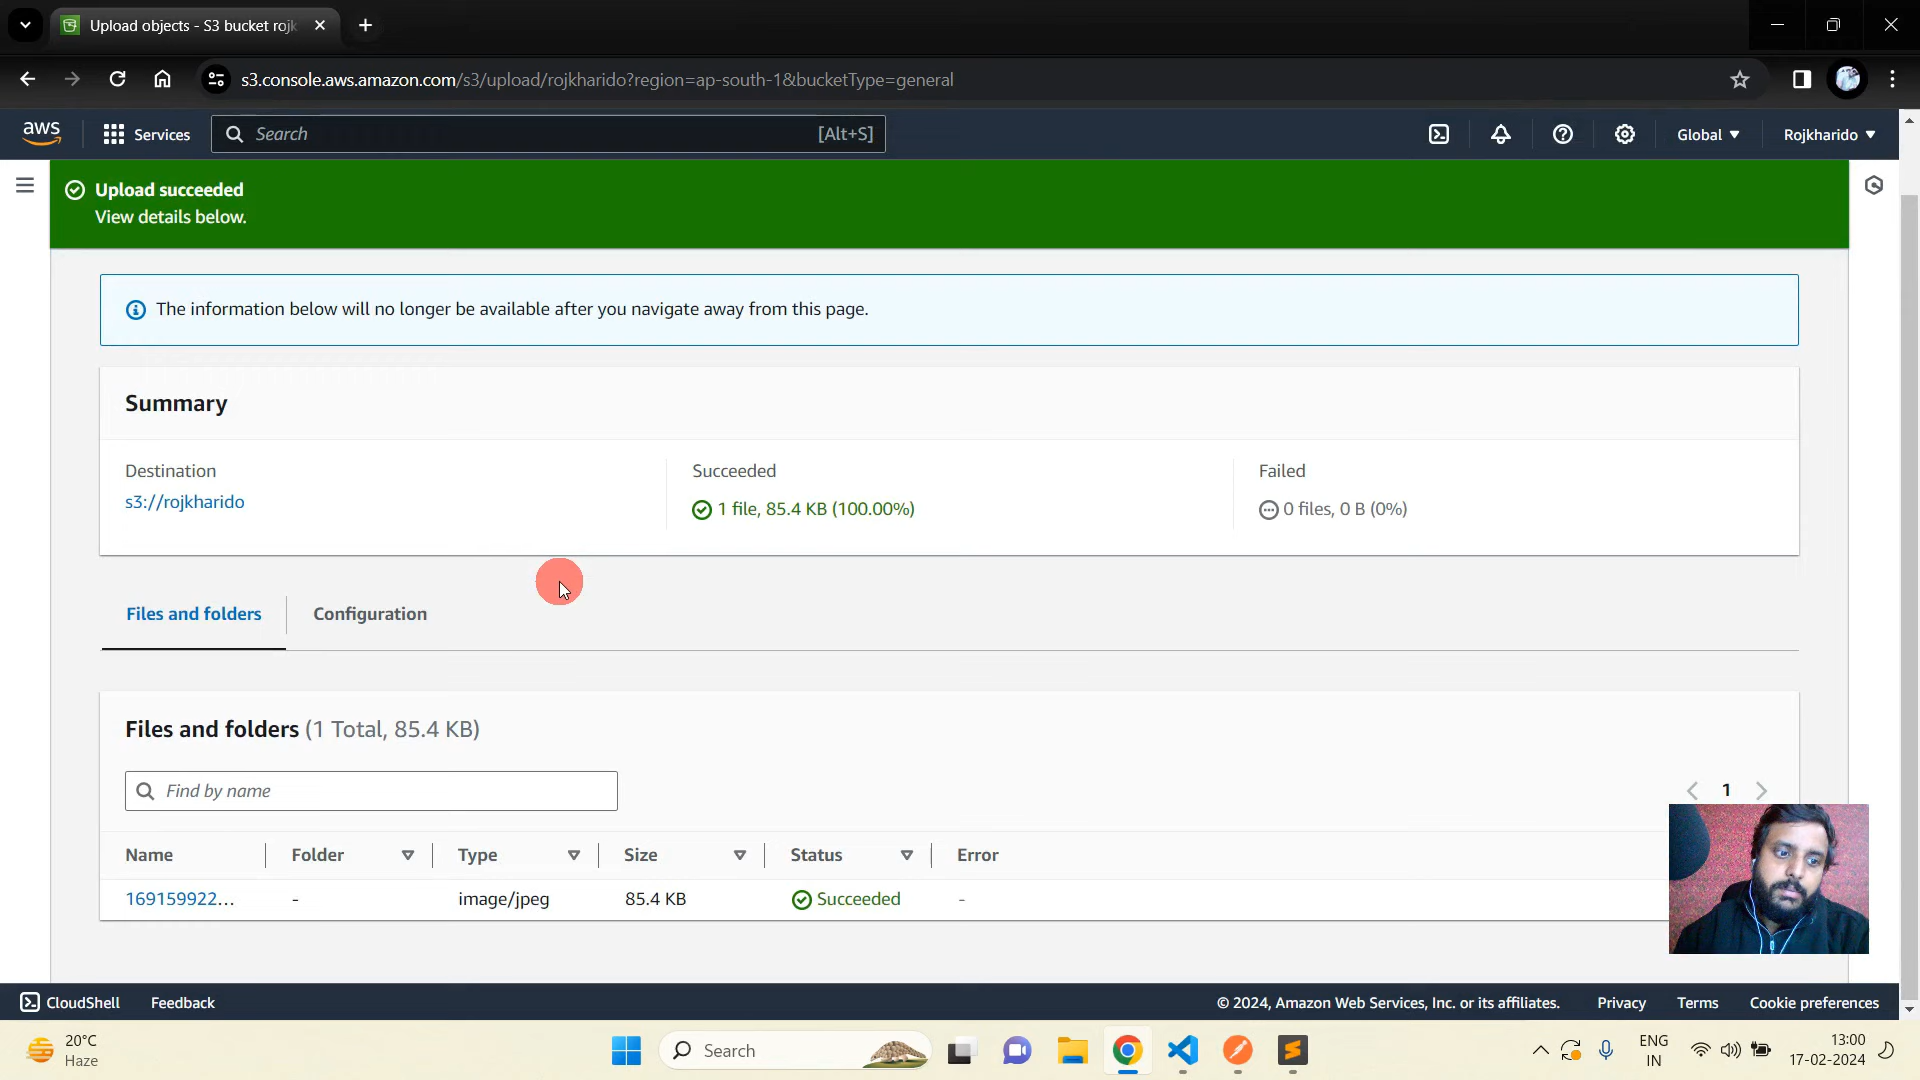 Upload objects - S3 bucket rojk
s3.console.aws.amazon.com/s3/upload/rojkharido?region=ap-south-1&bucketType=general
aws
Services
Search
[Alt+S]
Global
Rojkharido
Upload succeeded
View details below.
The information below will no longer be available after you navigate away from this page.
Summary
Destination
s3://rojkharido
Succeeded
1 file, 85.4 KB (100.00%)
Failed
0 files, 0 B (0%)
Files and folders
Configuration
Files and folders (1 Total, 85.4 KB)
Find by name
1
Name
Folder
Type
Size
Status
Error
169159922...
-
image/jpeg
85.4 KB
Succeeded
-
CloudShell
Feedback
© 2024, Amazon Web Services, Inc. or its affiliates.
Privacy
Terms
Cookie preferences
20°C
Haze
Search
ENG
IN
13:00
17-02-2024